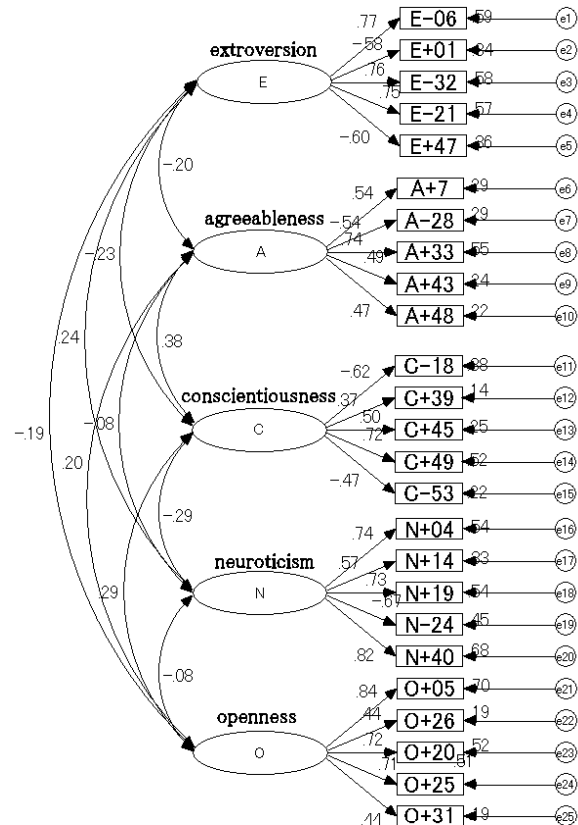 .77 E-06 .59 e1
-.58 E+01 .34 e2
extroversion
.76 E-32 .58 e3
E
.75 E-21 .57 e4
-.60 E+47 .36 e5
-.20
.54 A+7 .29 e6
agreeableness
-.54 A-28 .29 e7
.74 A+33 .55 e8
A
.49 A+43 .24 e9
-.23
.47 A+48 .22 e10
.24 .38
-.62 C-18 .38 e11
conscientiousness
.37 C+39 .14 e12
-.19 -.08
.50 C+45 .25 e13
C
.72 C+49 .52 e14
.20
-.47 C-53 .22 e15
-.29
.74 N+04 .54 e16
neuroticism
.57 N+14 .33 e17
.73 N+19 .54 e18
.29 N
-.67 N-24 .45 e19
.82 N+40 .68 e20
-.08
.84 O+05 .70 e21
openness
.44 O+26 .19 e22
.72 O+20 .52 e23
O
.71 O+25 .51 e24
.44 O+31 .19 e25